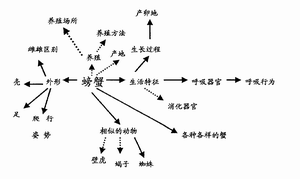 产卵地
养殖场所
养殖方法
雌雄区别
产地
生长过程
养殖
壳
外形
螃蟹
生活特征
呼吸器官
呼吸行为
消化器官
足
爬行
姿势
相似的动物
各种各样的蟹
壁虎
蝎子
蜘蛛